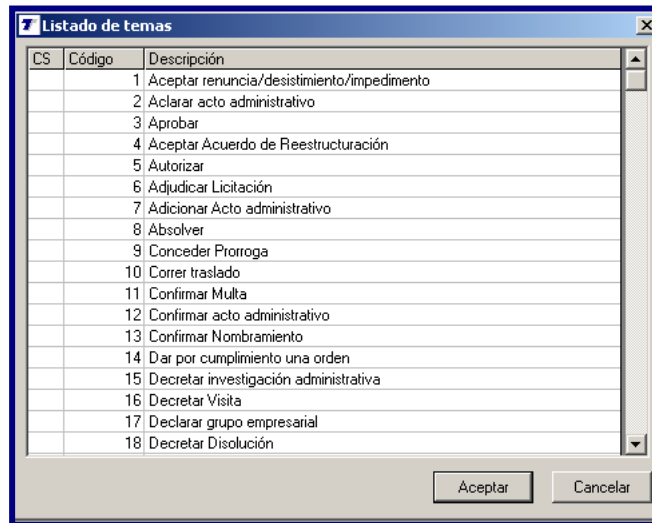 Listado de temas
CS Código Descripción
1 Aceptar renuncia/desistimiento/impedimento
2 Aclarar acto administrativo
3 Aprobar
4 Aceptar Acuerdo de Reestructuración
5 Autorizar
6 Adjudicar Licitación
7 Adicionar Acto administrativo
8 Absolver
9 Conceder Prorroga
10 Correr traslado
11 Confirmar Multa
12 Confirmar acto administrativo
13 Confirmar Nombramiento
14 Dar por cumplimiento una orden
15 Decretar investigación administrativa
16 Decretar Visita
17 Declarar grupo empresarial
18 Decretar Disolución
Aceptar Cancelar